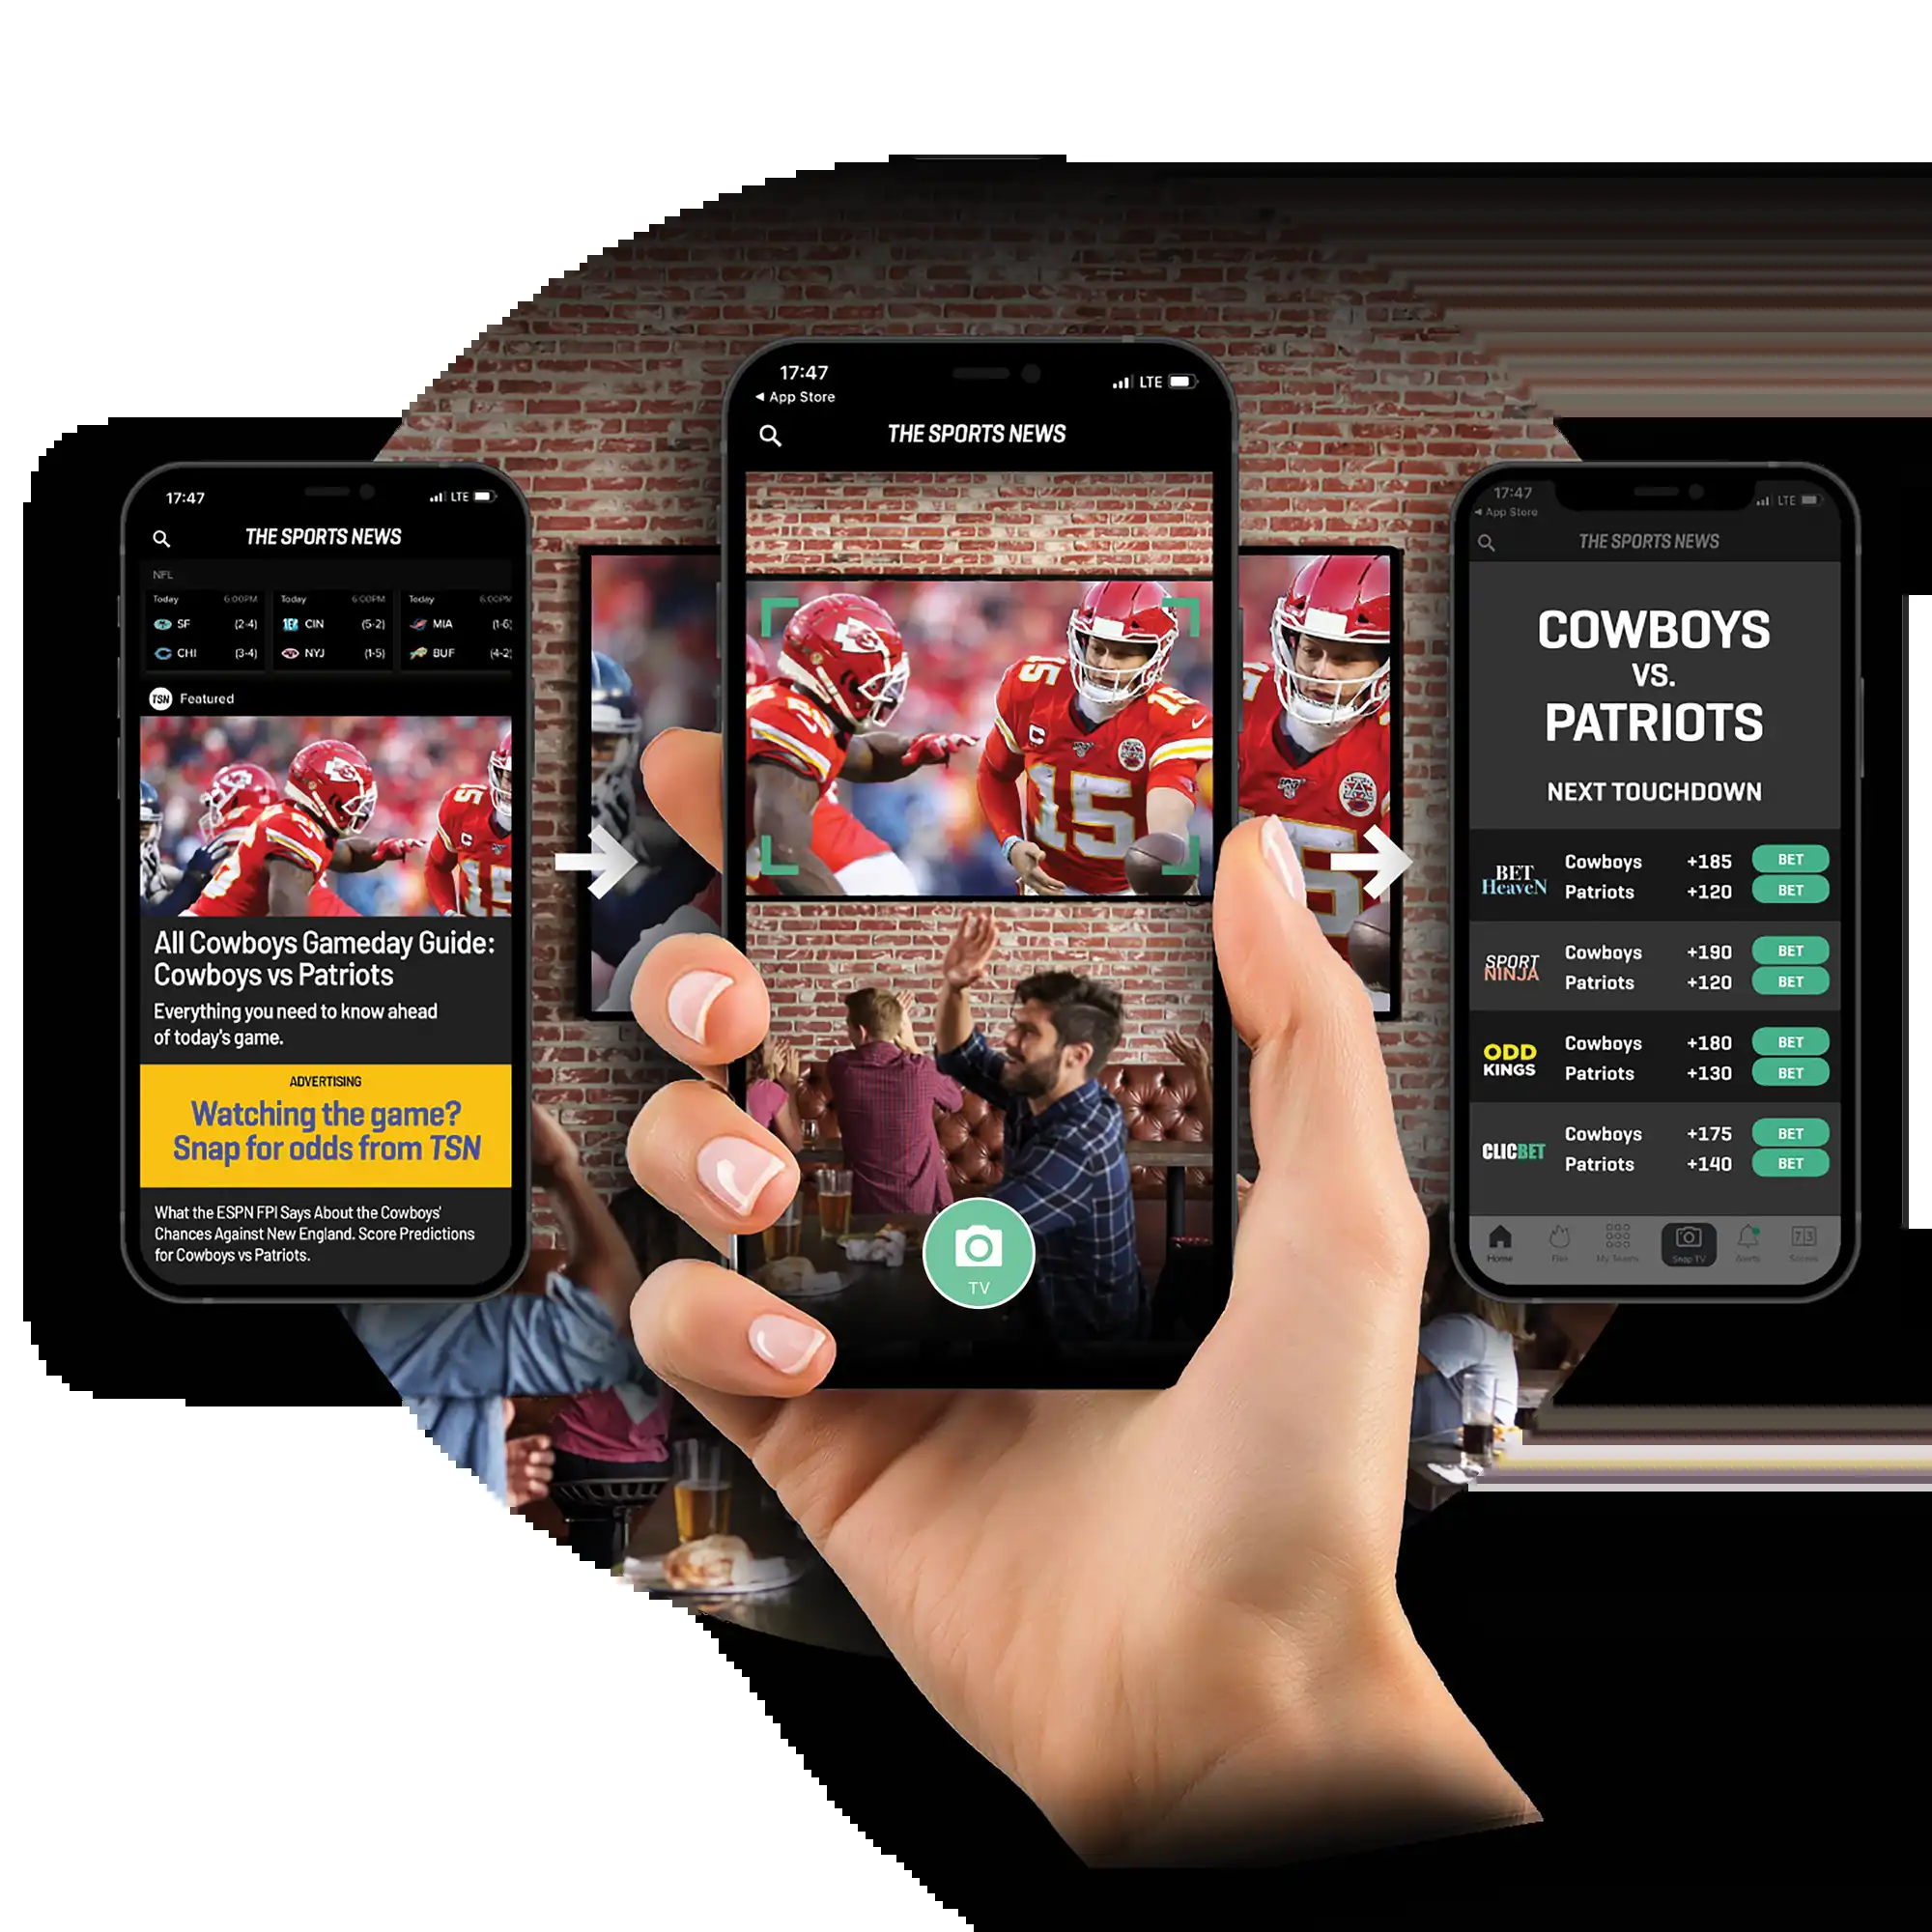 17:47
LTE
THE SPORTS NEWS
NFL
Today 6:00PM
SF (2-4)
CHI (3-4)
Today 6:00PM
CIN (5-2)
NYJ (1-5)
Today 6:00PM
MIA (1-6)
BUF (4-2)
TSN Featured
C
15
All Cowboys Gameday Guide:
Cowboys vs Patriots
Everything you need to know ahead
of today's game.
ADVERTISING
Watching the game?
Snap for odds from TSN
What the ESPN FPI Says About the Cowboys'
Chances Against New England. Score Predictions
for Cowboys vs Patriots.
17:47
LTE
◄ App Store
THE SPORTS NEWS
KC
15
15
C
15
TV
17:47
LTE
◄ App Store
THE SPORTS NEWS
COWBOYS
VS.
PATRIOTS
NEXT TOUCHDOWN
BET HeaveN
Cowboys +185 BET
Patriots +120 BET
SPORT NINJA
Cowboys +190 BET
Patriots +120 BET
ODD KINGS
Cowboys +180 BET
Patriots +130 BET
CLICBET
Cowboys +175 BET
Patriots +140 BET
73
Home
My Teams
Snap TV
Alerts
Scores